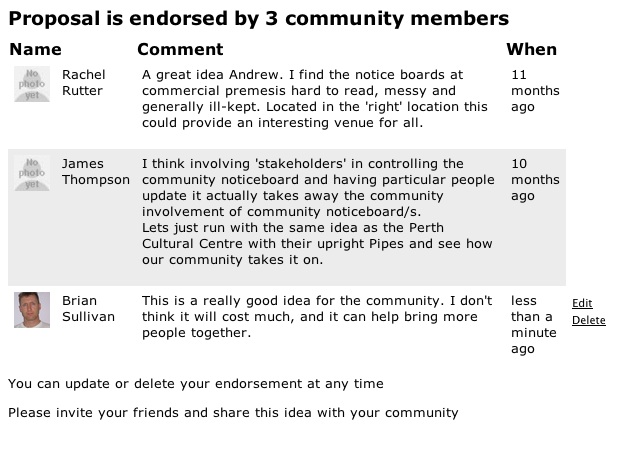 Proposal is endorsed by 3 community members
Name Comment When
No photo yet
Rachel Rutter
A great idea Andrew. I find the notice boards at
commercial premesis hard to read, messy and
generally ill-kept. Located in the 'right' location this
could provide an interesting venue for all.
11 months ago
No photo yet
James Thompson
I think involving 'stakeholders' in controlling the
community noticeboard and having particular people
update it actually takes away the community
involvement of community noticeboard/s.
Lets just run with the same idea as the Perth
Cultural Centre with their upright Pipes and see how
our community takes it on.
10 months ago
Brian Sullivan
This is a really good idea for the community. I don't
think it will cost much, and it can help bring more
people together.
less than a minute ago
Edit
Delete
You can update or delete your endorsement at any time
Please invite your friends and share this idea with your community